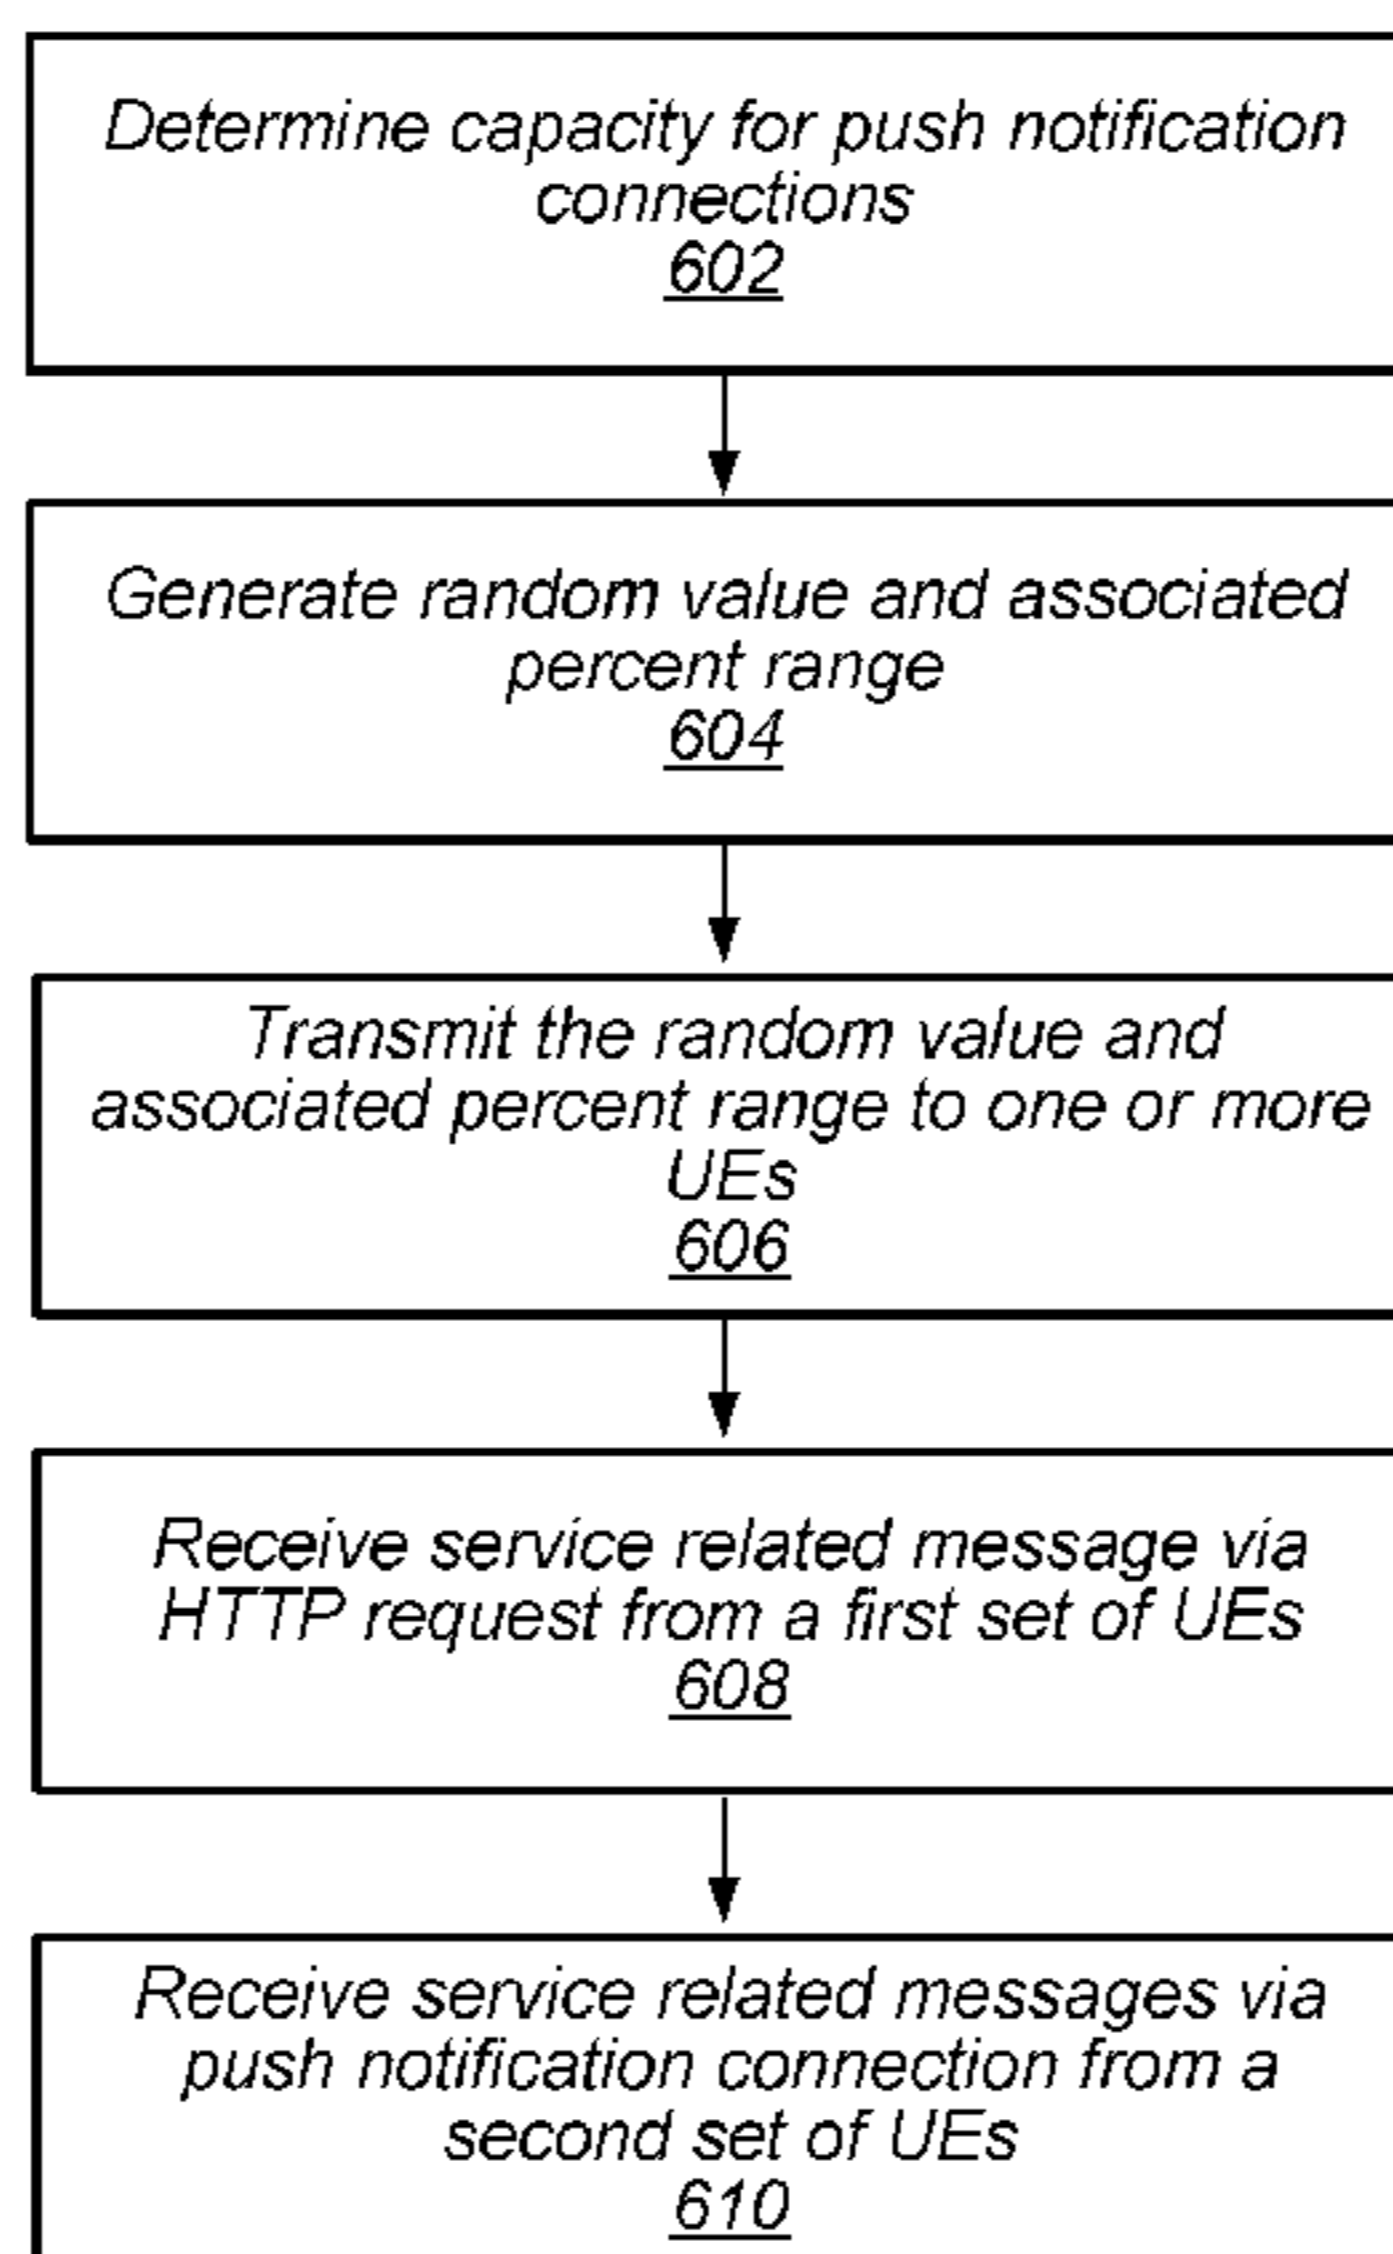 Determine capacity for push notification
connections
602
Generate random value and associated
percent range
604
Transmit the random value and
associated percent range to one or more
UEs
606
Receive service related message via
HTTP request from a first set of UEs
608
Receive service related messages via
push notification connection from a
second set of UEs
610